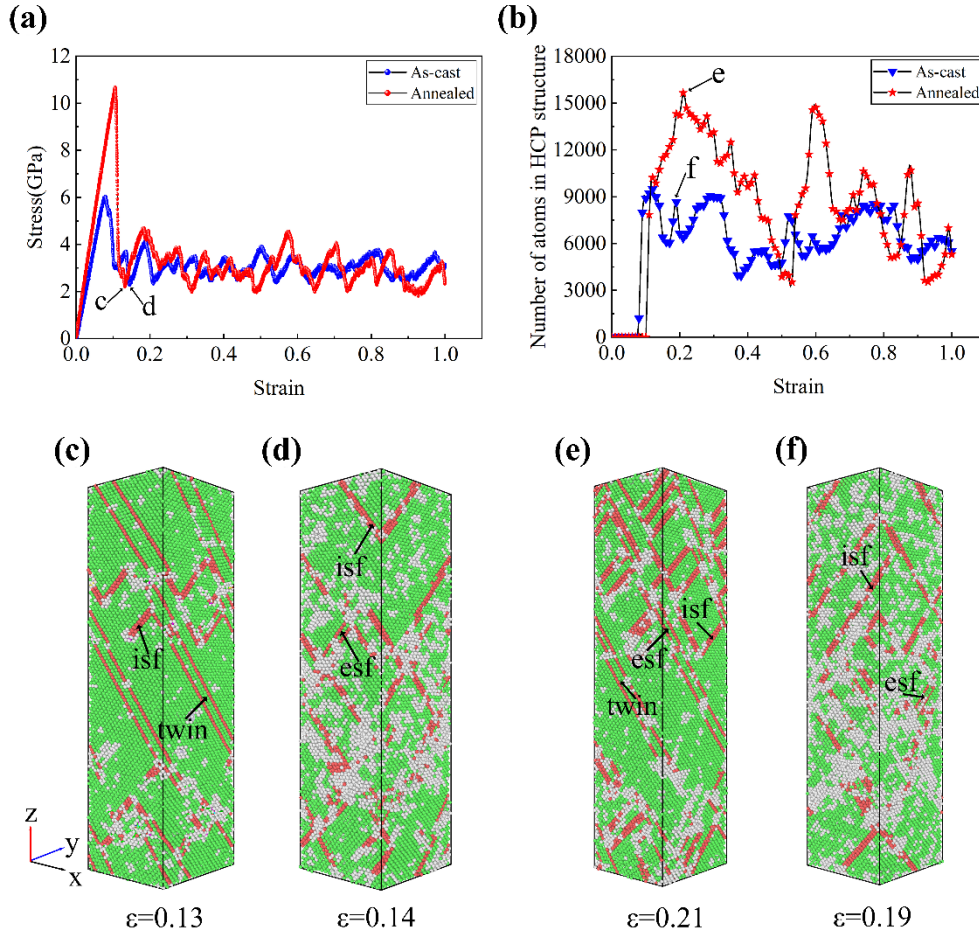 (a)
12
10
8
6
4
2
0
Stress(GPa)
As-cast
Annealed
c
d
0.0 0.2 0.4 0.6 0.8 1.0
Strain
(b)
18000
15000
12000
9000
6000
3000
0
Number of atoms in HCP structure
As-cast
Annealed
e
f
0.0 0.2 0.4 0.6 0.8 1.0
Strain
(c)
isf
twin
z
y
x
ε=0.13
(d)
isf
esf
ε=0.14
(e)
isf
esf
twin
ε=0.21
(f)
isf
esf
ε=0.19